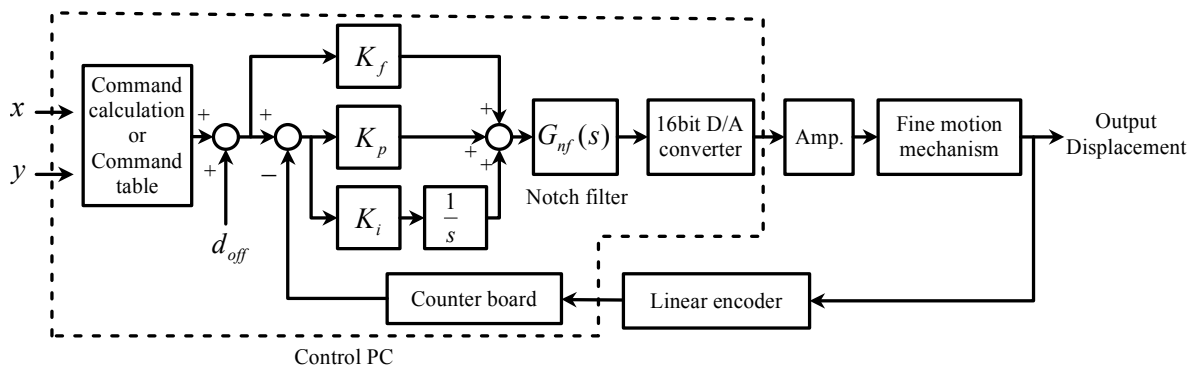 x
y
Command
calculation
or
Command
table
+
+
d_off
+
−
K_f
K_p
K_i
1
s
+
+
+
G_nf(s)
Notch filter
16bit D/A
converter
Amp.
Fine motion
mechanism
Output
Displacement
Counter board
Linear encoder
Control PC